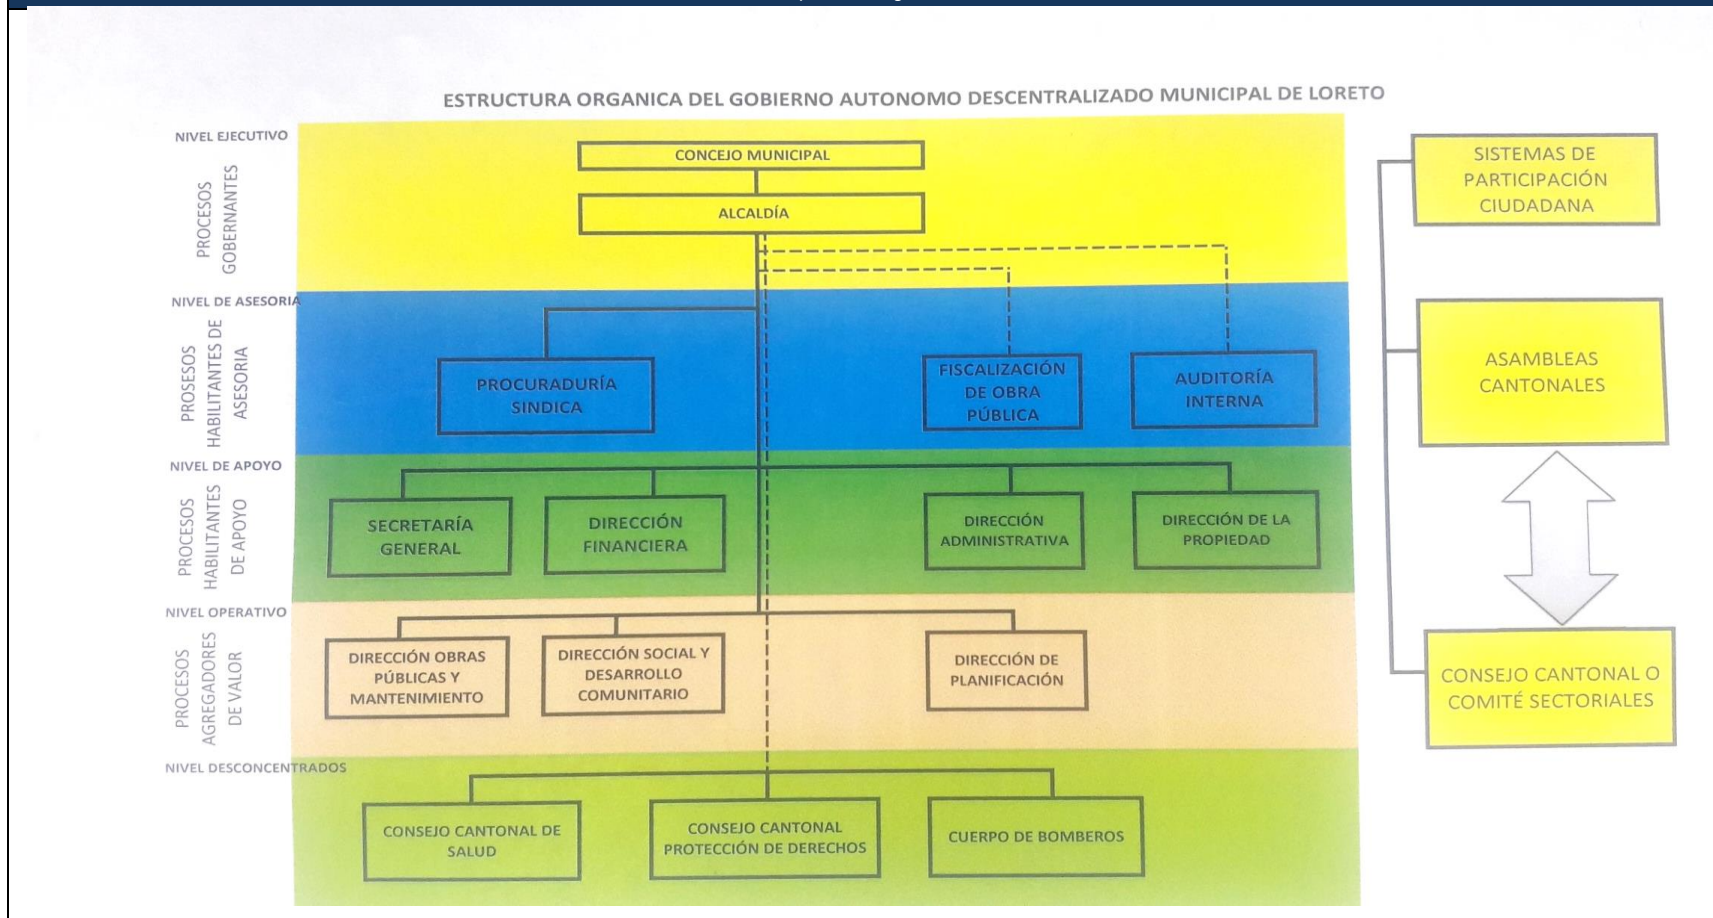 ESTRUCTURA ORGANICA DEL GOBIERNO AUTONOMO DESCENTRALIZADO MUNICIPAL DE LORETO
NIVEL EJECUTIVO
PROCESOS
GOBERNANTES
CONCEJO MUNICIPAL
ALCALDÍA
NIVEL DE ASESORIA
PROSESOS
HABILITANTES DE
ASESORIA
PROCURADURÍA
SINDICA
FISCALIZACIÓN
DE OBRA
PÚBLICA
AUDITORÍA
INTERNA
NIVEL DE APOYO
PROCESOS
HABILITANTES
DE APOYO
SECRETARÍA
GENERAL
DIRECCIÓN
FINANCIERA
DIRECCIÓN
ADMINISTRATIVA
DIRECCIÓN DE LA
PROPIEDAD
NIVEL OPERATIVO
PROCESOS
AGREGADORES
DE VALOR
DIRECCIÓN OBRAS
PÚBLICAS Y
MANTENIMIENTO
DIRECCIÓN SOCIAL Y
DESARROLLO
COMUNITARIO
DIRECCIÓN DE
PLANIFICACIÓN
NIVEL DESCONCENTRADOS
CONSEJO CANTONAL DE
SALUD
CONSEJO CANTONAL
PROTECCIÓN DE DERECHOS
CUERPO DE BOMBEROS
SISTEMAS DE
PARTICIPACIÓN
CIUDADANA
ASAMBLEAS
CANTONALES
CONSEJO CANTONAL O
COMITÉ SECTORIALES